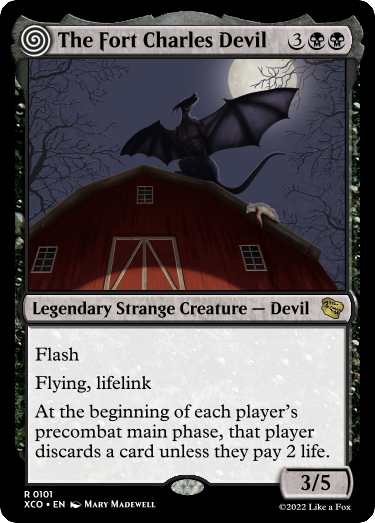 The Fort Charles Devil 3
Legendary Strange Creature — Devil
Flash
Flying, lifelink
At the beginning of each player's
precombat main phase, that player
discards a card unless they pay 2 life.
R 0101
XCO • EN Mary Madewell
3/5
©2022 Like a Fox